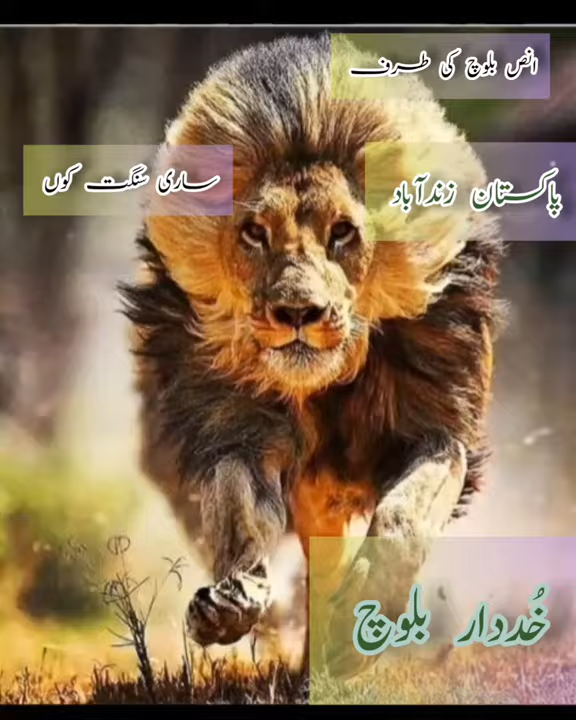 انص بلوچ کی طرف
ساری سنگت کوں
پاکستان زندآباد
خُددار بلوچ